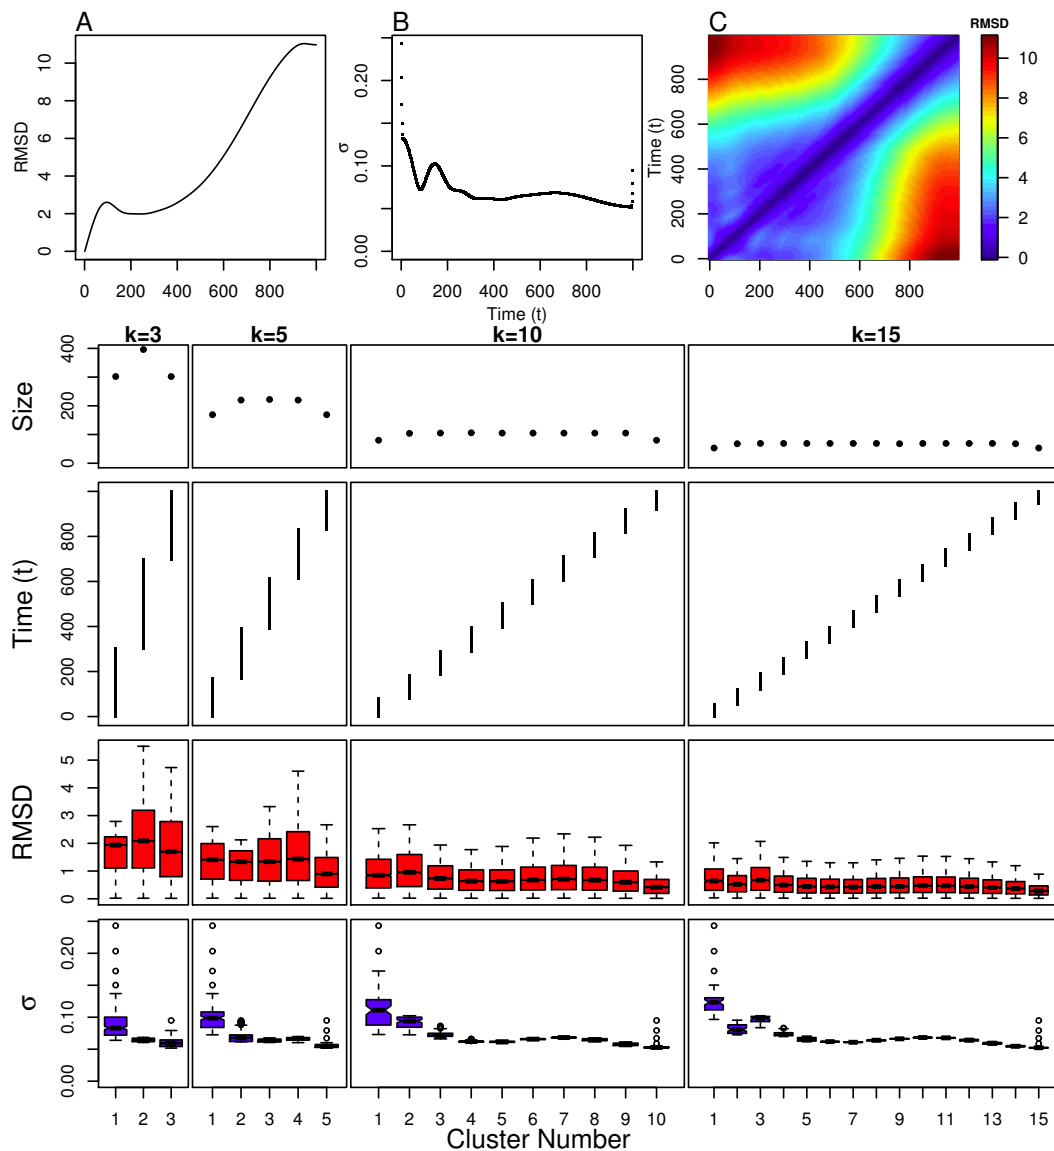 A
B
C
RMSD
RMSD
0 2 4 6 8 10
0 200 400 600 800
σ
0.00 0.10 0.20
0 200 400 600 800
Time (t)
Time (t)
0 200 400 600 800
0 200 400 600 800
0 2 4 6 8 10
k=3 k=5 k=10 k=15
Size
0 200 400
Time (t)
0 200 400 600 800
RMSD
0 1 2 3 4 5
σ
0.00 0.10 0.20
1 2 3 1 2 3 4 5 1 2 3 4 5 6 7 8 9 10 1 3 5 7 9 11 13 15
Cluster Number